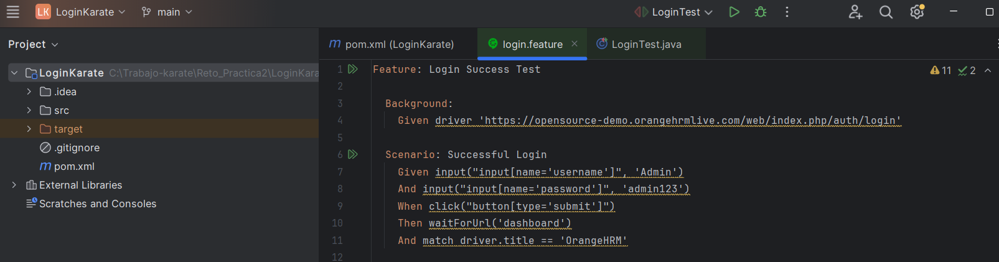 LK LoginKarate main LoginTest
Project
m pom.xml (LoginKarate) login.feature LoginTest.java
LoginKarate C:\Trabajo-karate\Reto_Practica2\LoginKara
.idea
src
target
.gitignore
m pom.xml
External Libraries
Scratches and Consoles
11 2
1 Feature: Login Success Test
2
3 Background:
4 Given driver 'https://opensource-demo.orangehrmlive.com/web/index.php/auth/login'
5
6 Scenario: Successful Login
7 Given input("input[name='username']", 'Admin')
8 And input("input[name='password']", 'admin123')
9 When click("button[type='submit']")
10 Then waitForUrl('dashboard')
11 And match driver.title == 'OrangeHRM'
12